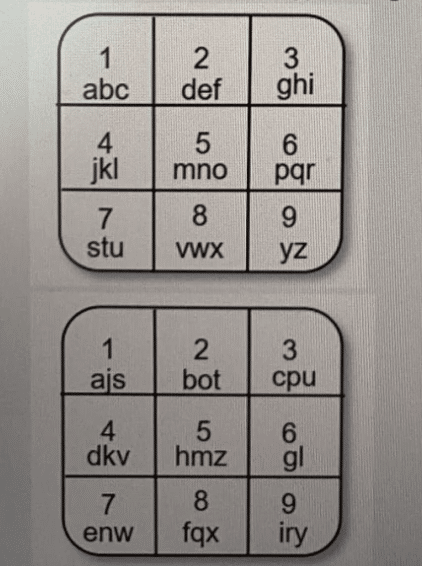 1 2 3
abc def ghi
4 5 6
jkl mno pqr
7 8 9
stu vwx yz
1 2 3
ajs bot cpu
4 5 6
dkv hmz gl
7 8 9
enw fqx iry